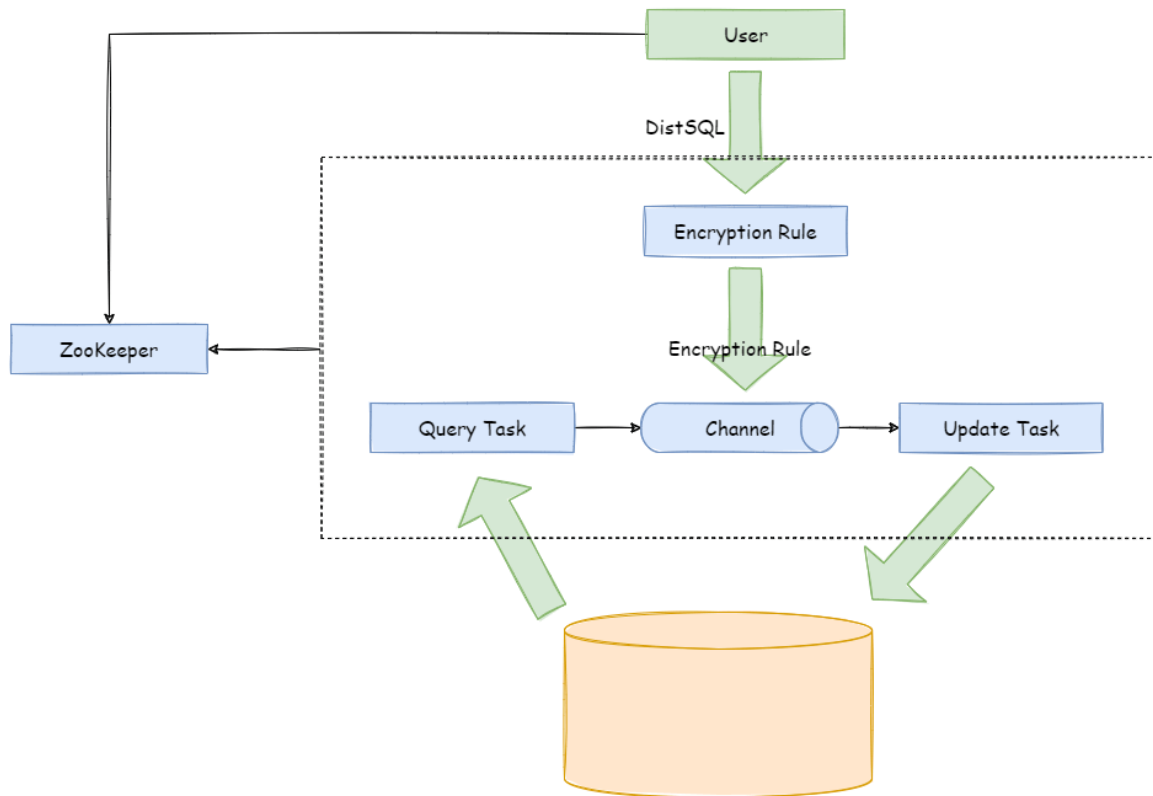 User
DistSQL
Encryption Rule
ZooKeeper
Encryption Rule
Query Task
Channel
Update Task